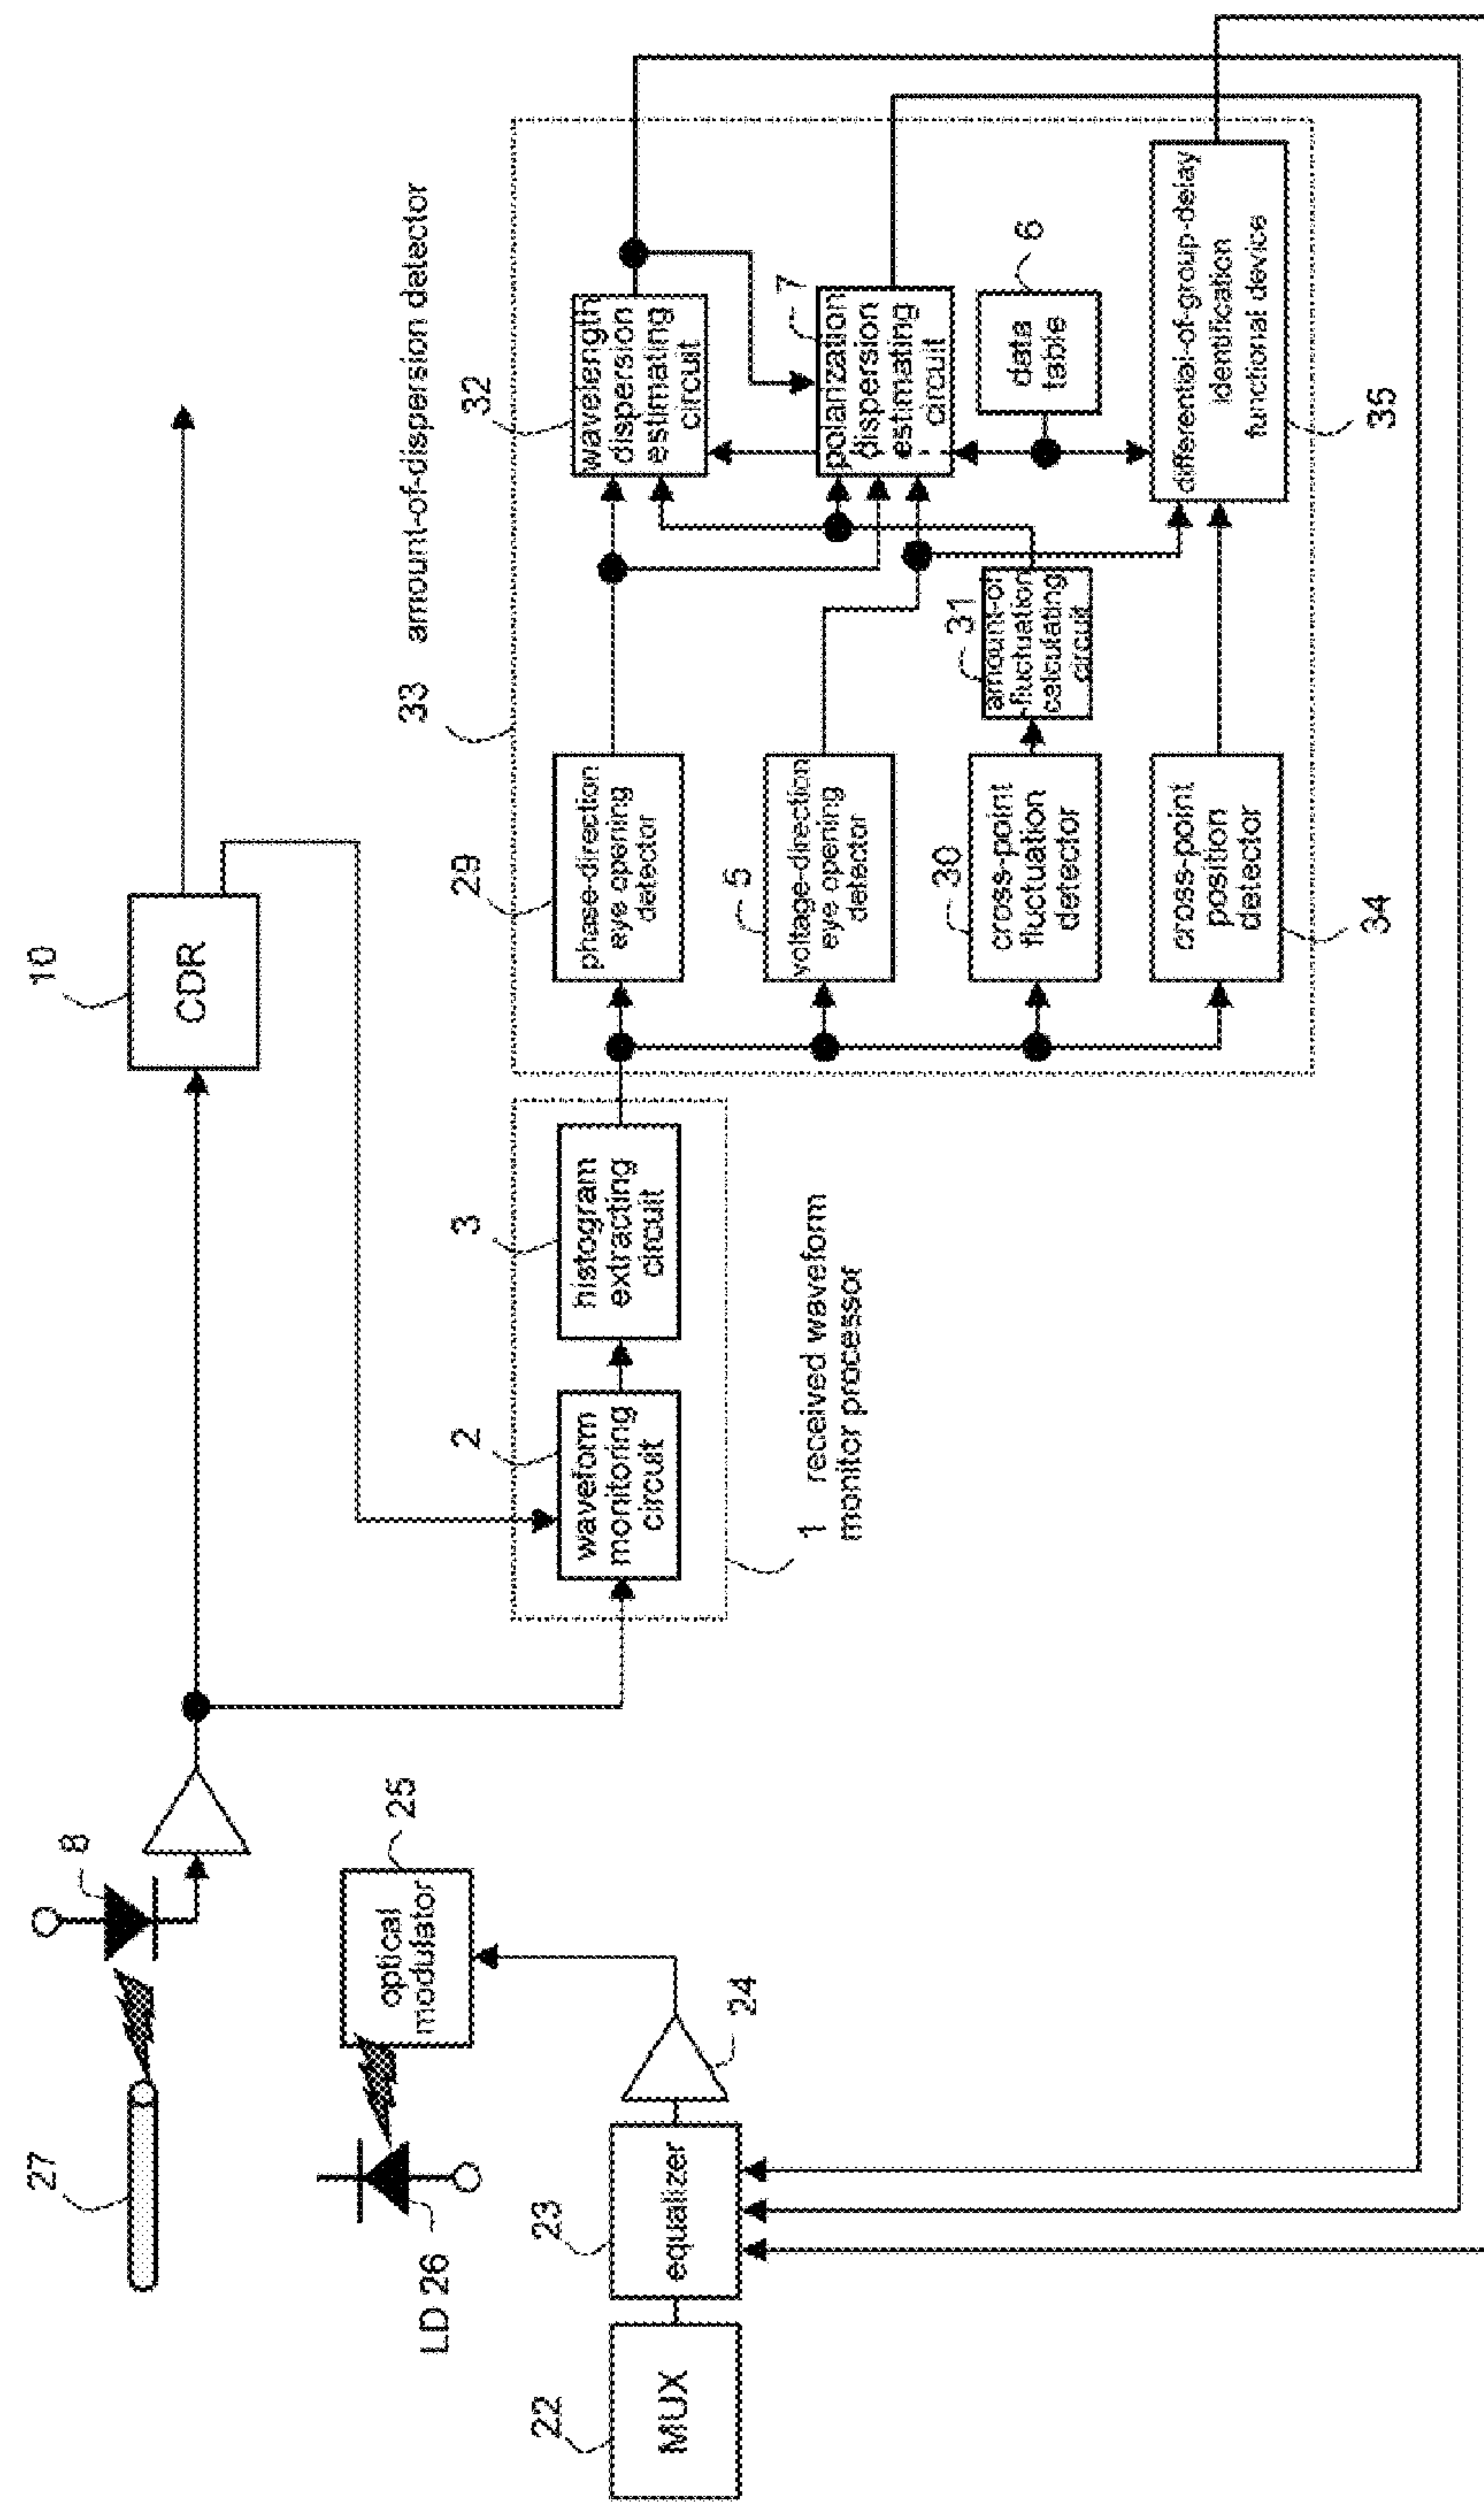 27
8
10
CDR
LD 26
25
optical
modulator
22
MUX
23
equalizer
24
1 received waveform
monitor processor
2
waveform
monitoring
circuit
3
histogram
extracting
circuit
33 amount-of-dispersion detector
29
phase-direction
eye opening
detector
5
voltage-direction
eye opening
detector
30
cross-point
fluctuation
detector
34
cross-point
position
detector
31
amount-of
-fluctuation
calculating
circuit
32
wavelength
dispersion
estimating
circuit
7
polarization
dispersion
estimating
circuit
6
data
table
35
differential-of-group-delay
identification
functional device